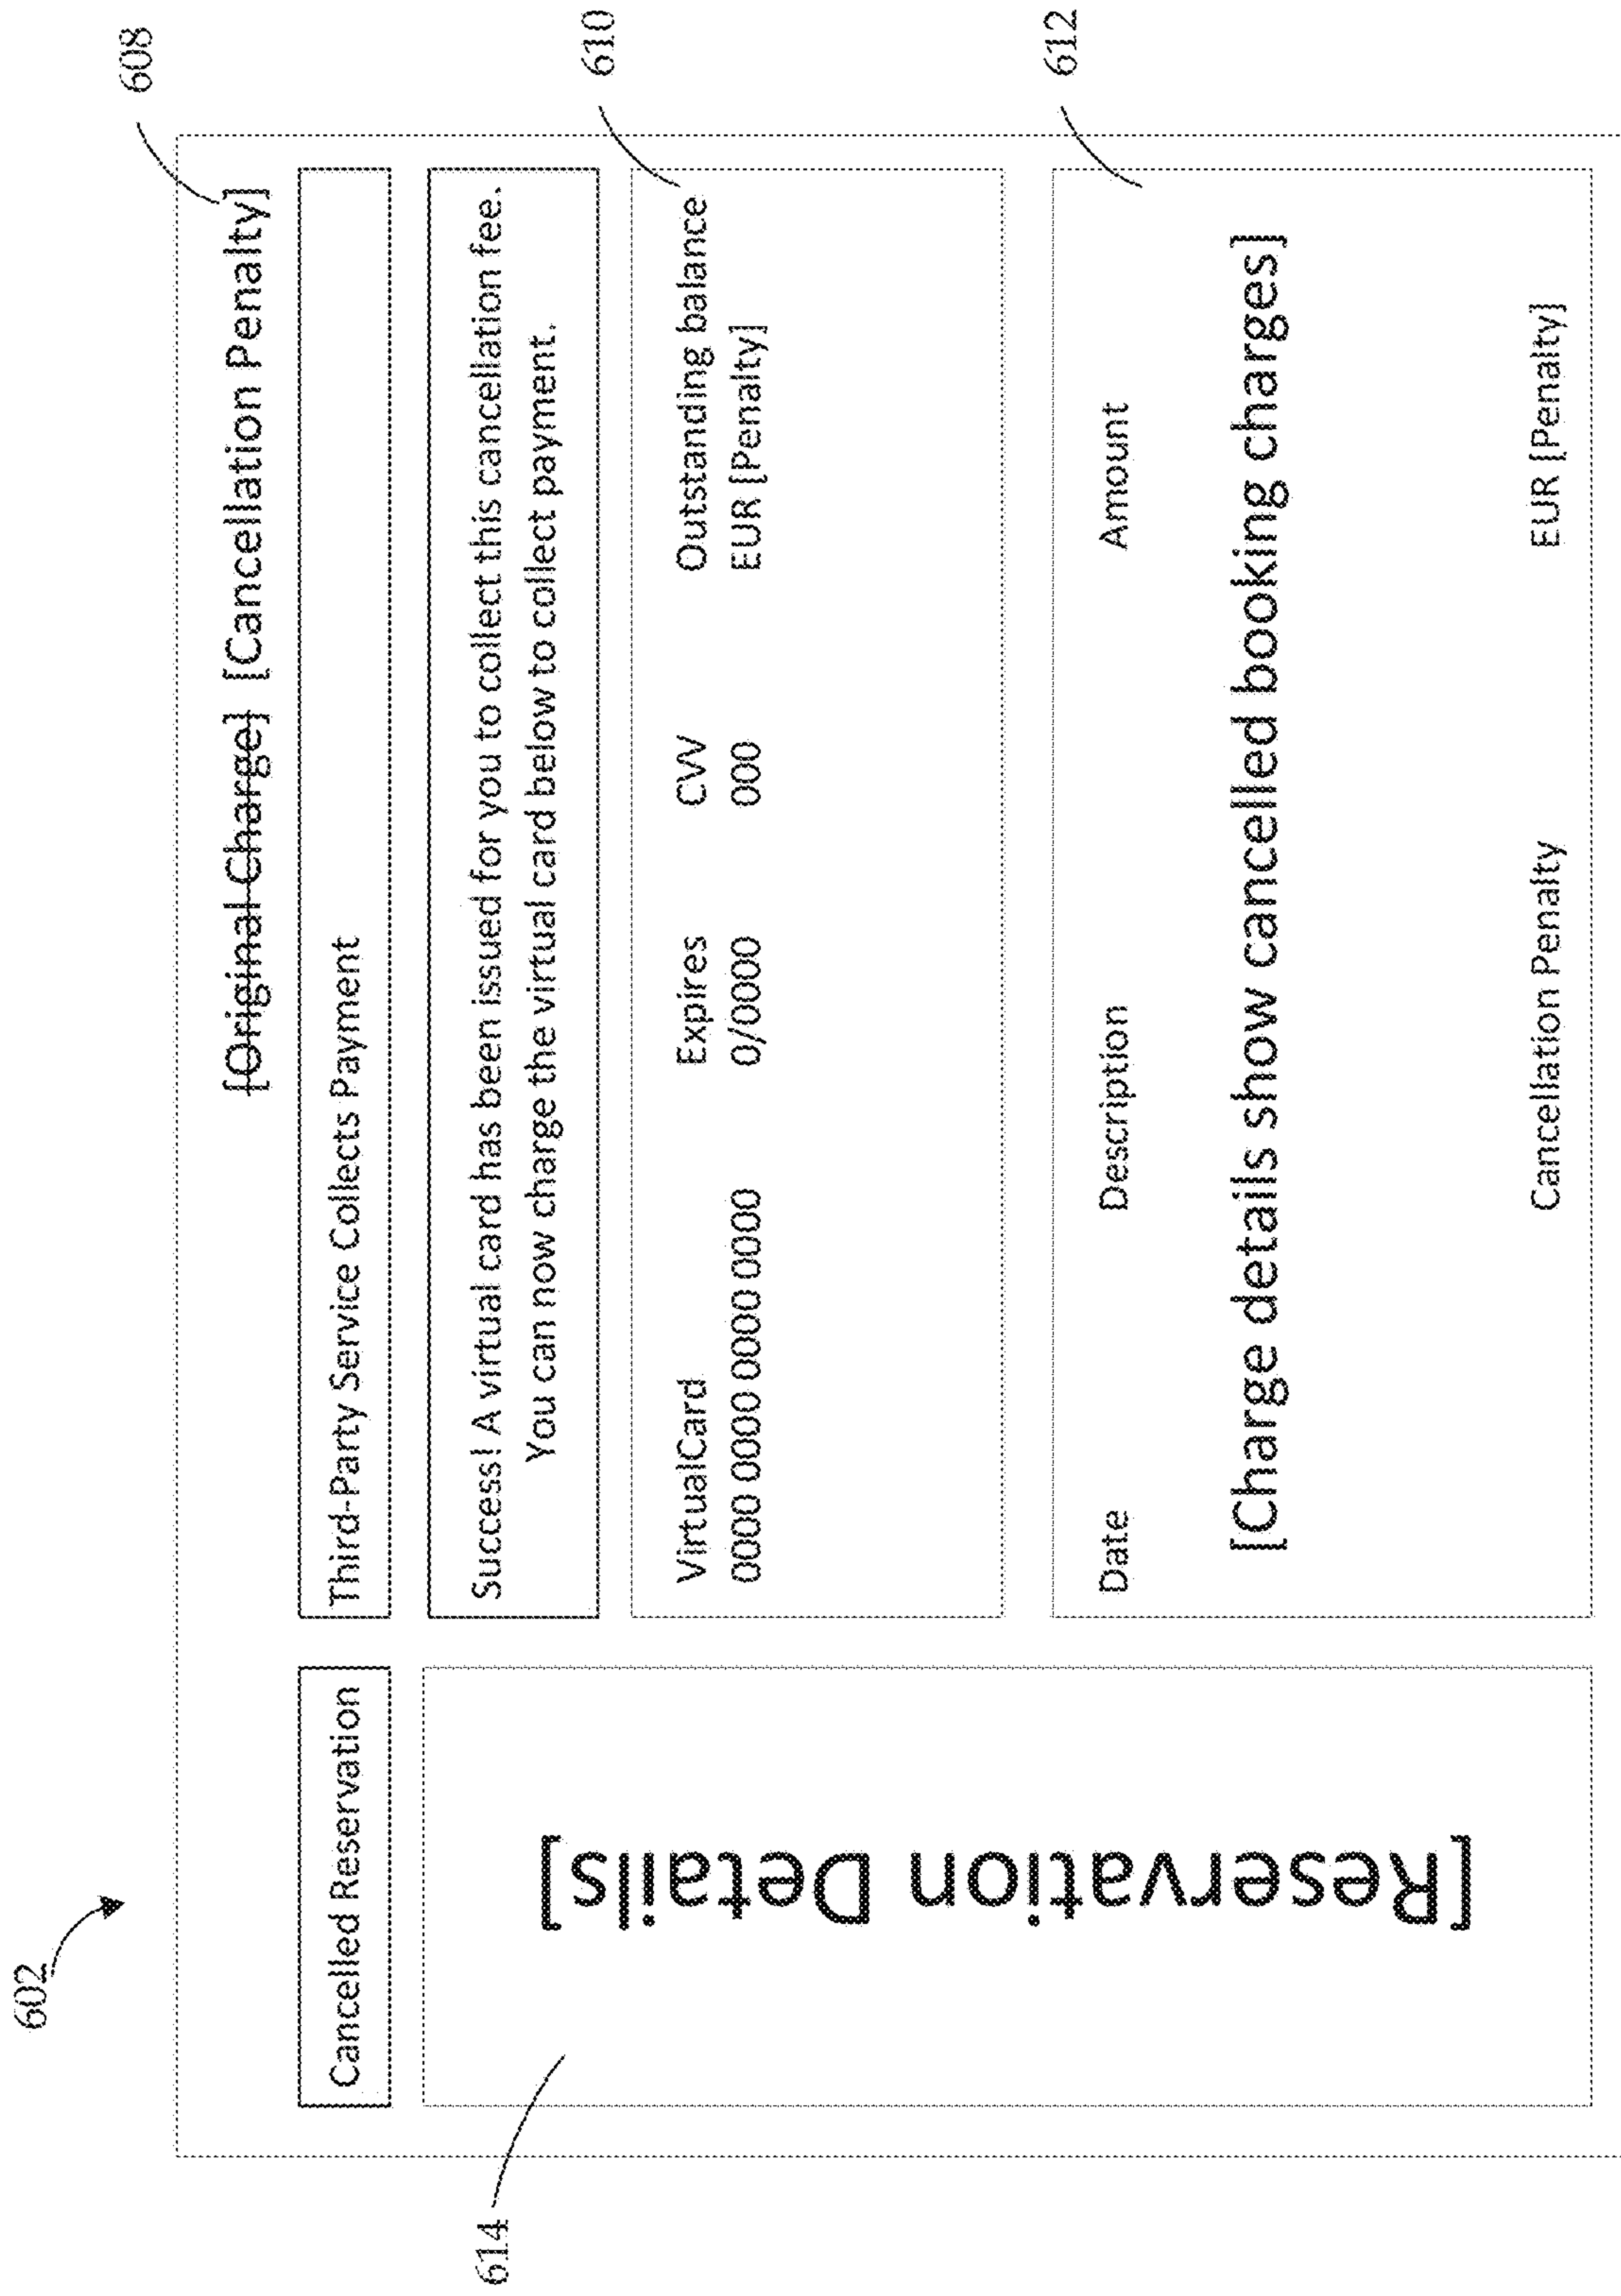 602
608
[Original Charge] [Cancellation Penalty]
Cancelled Reservation
Third-Party Service Collects Payment
Success! A virtual card has been issued for you to collect this cancellation fee.
You can now charge the virtual card below to collect payment.
610
VirtualCard Expires CVV Outstanding balance
0000 0000 0000 0000 0/0000 000 EUR [Penalty]
612
Date Description Amount
[Charge details show cancelled booking charges]
Cancellation Penalty EUR [Penalty]
614
[Reservation Details]